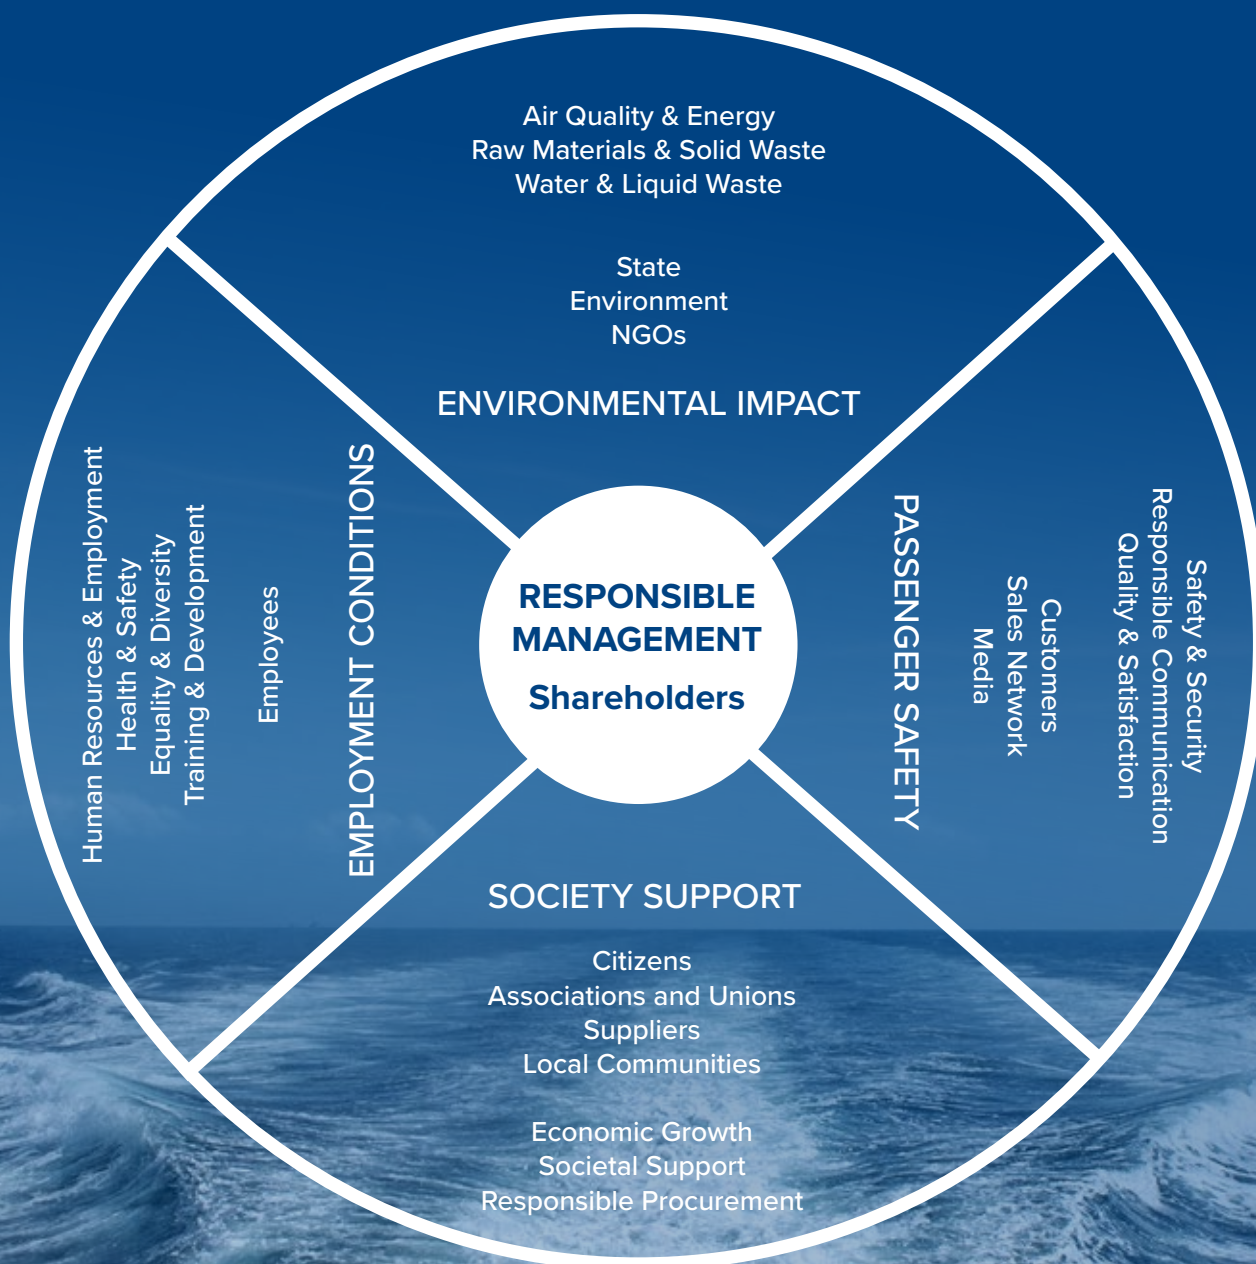 Air Quality & Energy
Raw Materials & Solid Waste
Water & Liquid Waste
State
Environment
NGOs
ENVIRONMENTAL IMPACT
Human Resources & Employment
Health & Safety
Equality & Diversity
Training & Development
Employees
EMPLOYMENT CONDITIONS
RESPONSIBLE
MANAGEMENT
Shareholders
PASSENGER SAFETY
Customers
Sales Network
Media
Safety & Security
Responsible Communication
Quality & Satisfaction
SOCIETY SUPPORT
Citizens
Associations and Unions
Suppliers
Local Communities
Economic Growth
Societal Support
Responsible Procurement